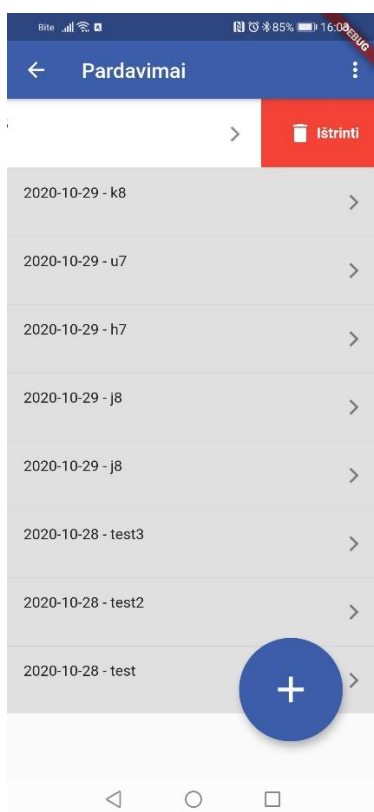 Bite 85% 16:03
DEBUG
Pardavimai
Ištrinti
2020-10-29 - k8
2020-10-29 - u7
2020-10-29 - h7
2020-10-29 - j8
2020-10-29 - j8
2020-10-28 - test3
2020-10-28 - test2
2020-10-28 - test